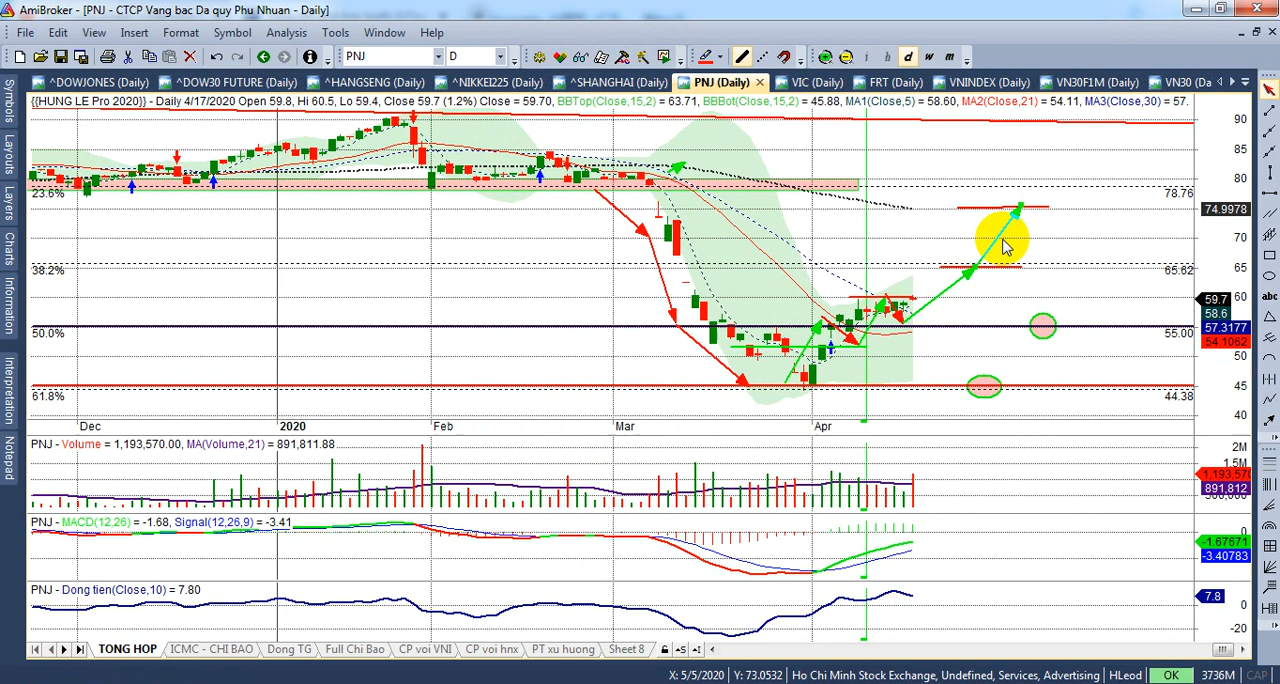 AmiBroker - [PNJ - CTCP Vang bac Da quy Phu Nhuan - Daily]
File Edit View Insert Format Symbol Analysis Tools Window Help
PNJ D i h d w m
^DOWJONES (Daily) ^DOW30 FUTURE (Daily) ^HANGSENG (Daily) ^NIKKEI225 (Daily) ^SHANGHAI (Daily) PNJ (Daily) VIC (Daily) FRT (Daily) VNINDEX (Daily) VN30F1M (Daily) VN30 (Da
{{HUNG LE Pro 2020}} - Daily 4/17/2020 Open 59.8, Hi 60.5, Lo 59.4, Close 59.7 (1.2%) Close = 59.70, BBTop(Close,15,2) = 63.71, BBBot(Close,15,2) = 45.88, MA1(Close,5) = 58.60, MA2(Close,21) = 54.11, MA3(Close,30) = 57.
Symbols
Layouts
Layers
Charts
Information
Interpretation
Notepad
abc
90
85
80
23.6% 78.76
74.9978
70
38.2% 65.62
65
60
59.7
58.6
57.3177
50.0% 55.00
54.1062
50
45
61.8% 44.38
40
Dec 2020 Feb Mar Apr
PNJ - Volume = 1,193,570.00, MA(Volume,21) = 891,811.88
2M
1.5M
1,193,570
891,812
PNJ - MACD(12,26) = -1.68, Signal(12,26,9) = -3.41
0
-1.67671
-3.40783
PNJ - Dong tien(Close,10) = 7.80
7.8
0
-20
TONG HOP ICMC - CHI BAO Dong TG Full Chi Bao CP voi VNI CP voi hnx PT xu huong Sheet 8
X: 5/5/2020 Y: 73.0532 Ho Chi Minh Stock Exchange, Undefined, Services, Advertising HLeod OK 3736M CAP